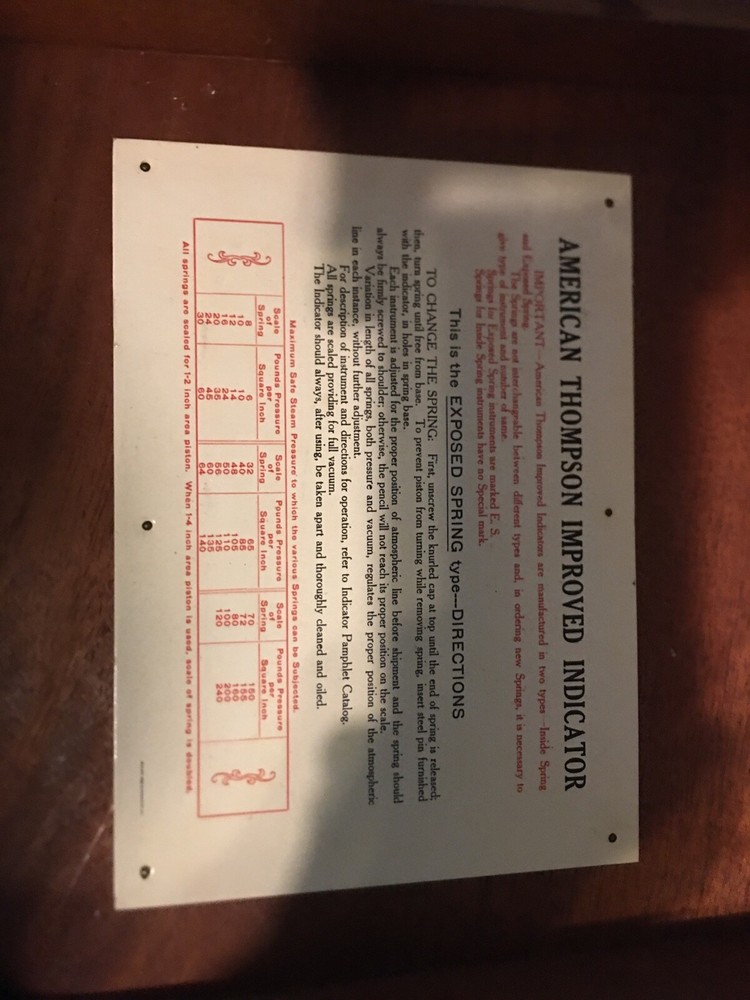 AMERICAN THOMPSON IMPROVED INDICATOR
IMPORTANT—American Thompson Improved Indicators are manufactured in two types—Inside Spring
and Exposed Spring.
The Springs are not interchangeable between different types and, in ordering new Springs, it is necessary to
give type of instrument and number of same.
Springs for Exposed Spring instruments are marked E. S.
Springs for Inside Spring instruments have no Special mark.
This is the EXPOSED SPRING type—DIRECTIONS
TO CHANGE THE SPRING: First, unscrew the knurled cap at top until the end of spring is released;
then, turn spring until free from base. To prevent piston from turning while removing spring, insert steel pin furnished
with the indicator, in holes in spring base.
Each instrument is adjusted for the proper position of atmospheric line before shipment and the spring should
always be firmly screwed to shoulder; otherwise, the pencil will not reach its proper position on the scale.
Variation in length of all springs, both pressure and vacuum, regulates the proper position of the atmospheric
line in each instance, without further adjustment.
For description of instrument and directions for operation, refer to Indicator Pamphlet Catalog.
All springs are scaled providing for full vacuum.
The Indicator should always, after using, be taken apart and thoroughly cleaned and oiled.
Maximum Safe Steam Pressure to which the various Springs can be Subjected.
Scale Pounds Pressure Scale Pounds Pressure Scale Pounds Pressure
of per of per of per
Spring Square Inch Spring Square Inch Spring Square Inch
8 6 32 65 70 150
10 10 40 85 72 155
12 14 48 105 80 160
16 24 50 110 100 200
20 35 56 125 120 240
24 45 60 135
30 60 64 140
All springs are scaled for 1-2 inch area piston. When 1-4 inch area piston is used, scale of spring is doubled.